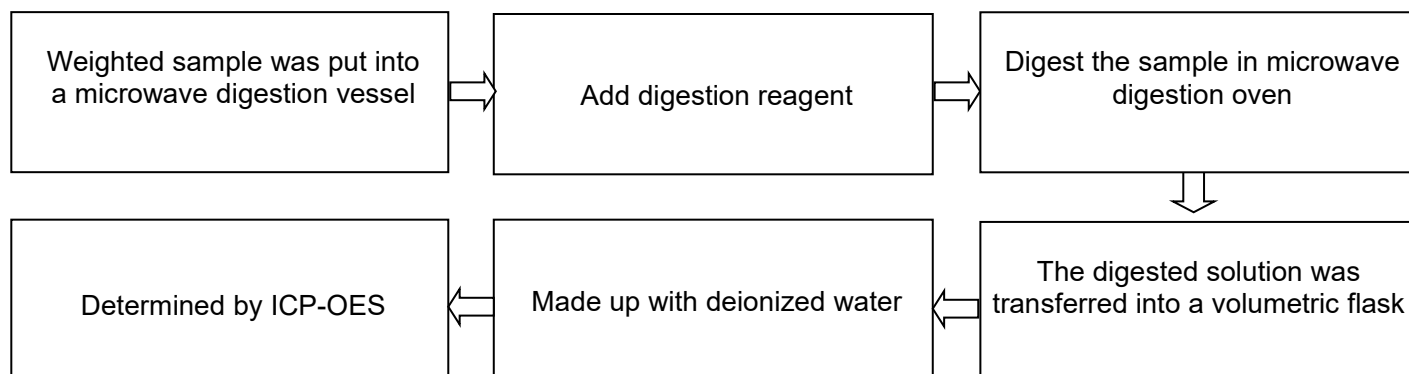 Weighted sample was put into
a microwave digestion vessel
Add digestion reagent
Digest the sample in microwave
digestion oven
The digested solution was
transferred into a volumetric flask
Made up with deionized water
Determined by ICP-OES